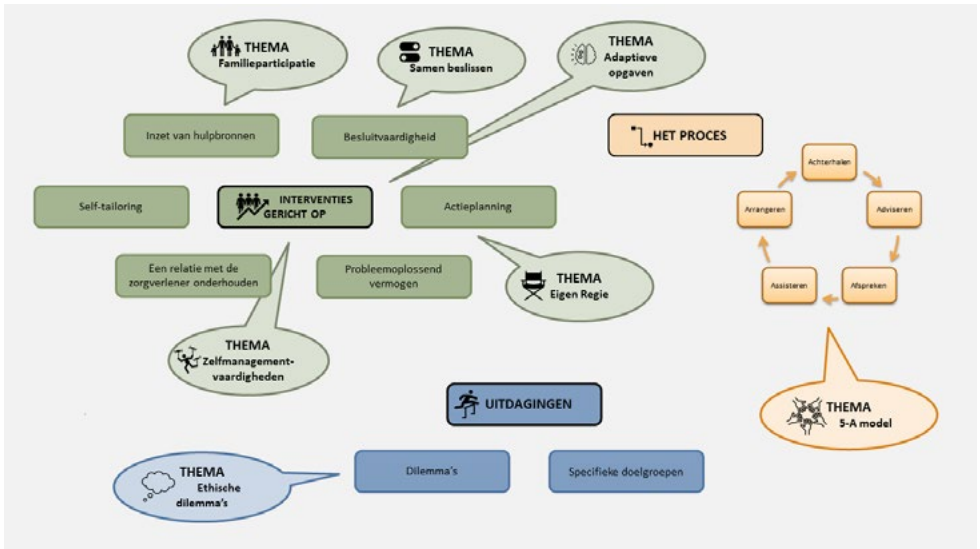 THEMA
Familieparticipatie
THEMA
Samen beslissen
THEMA
Adaptieve
opgaven
Inzet van hulpbronnen
Besluitvaardigheid
HET PROCES
Self-tailoring
INTERVENTIES
GERICHT OP
Actieplanning
Achterhalen
Arrangeren
Adviseren
Assisteren
Afspreken
Een relatie met de
zorgverlener onderhouden
Probleemoplossend
vermogen
THEMA
Eigen Regie
THEMA
Zelfmanagement-
vaardigheden
UITDAGINGEN
THEMA
5-A model
THEMA
Ethische
dilemma's
Dilemma's
Specifieke doelgroepen